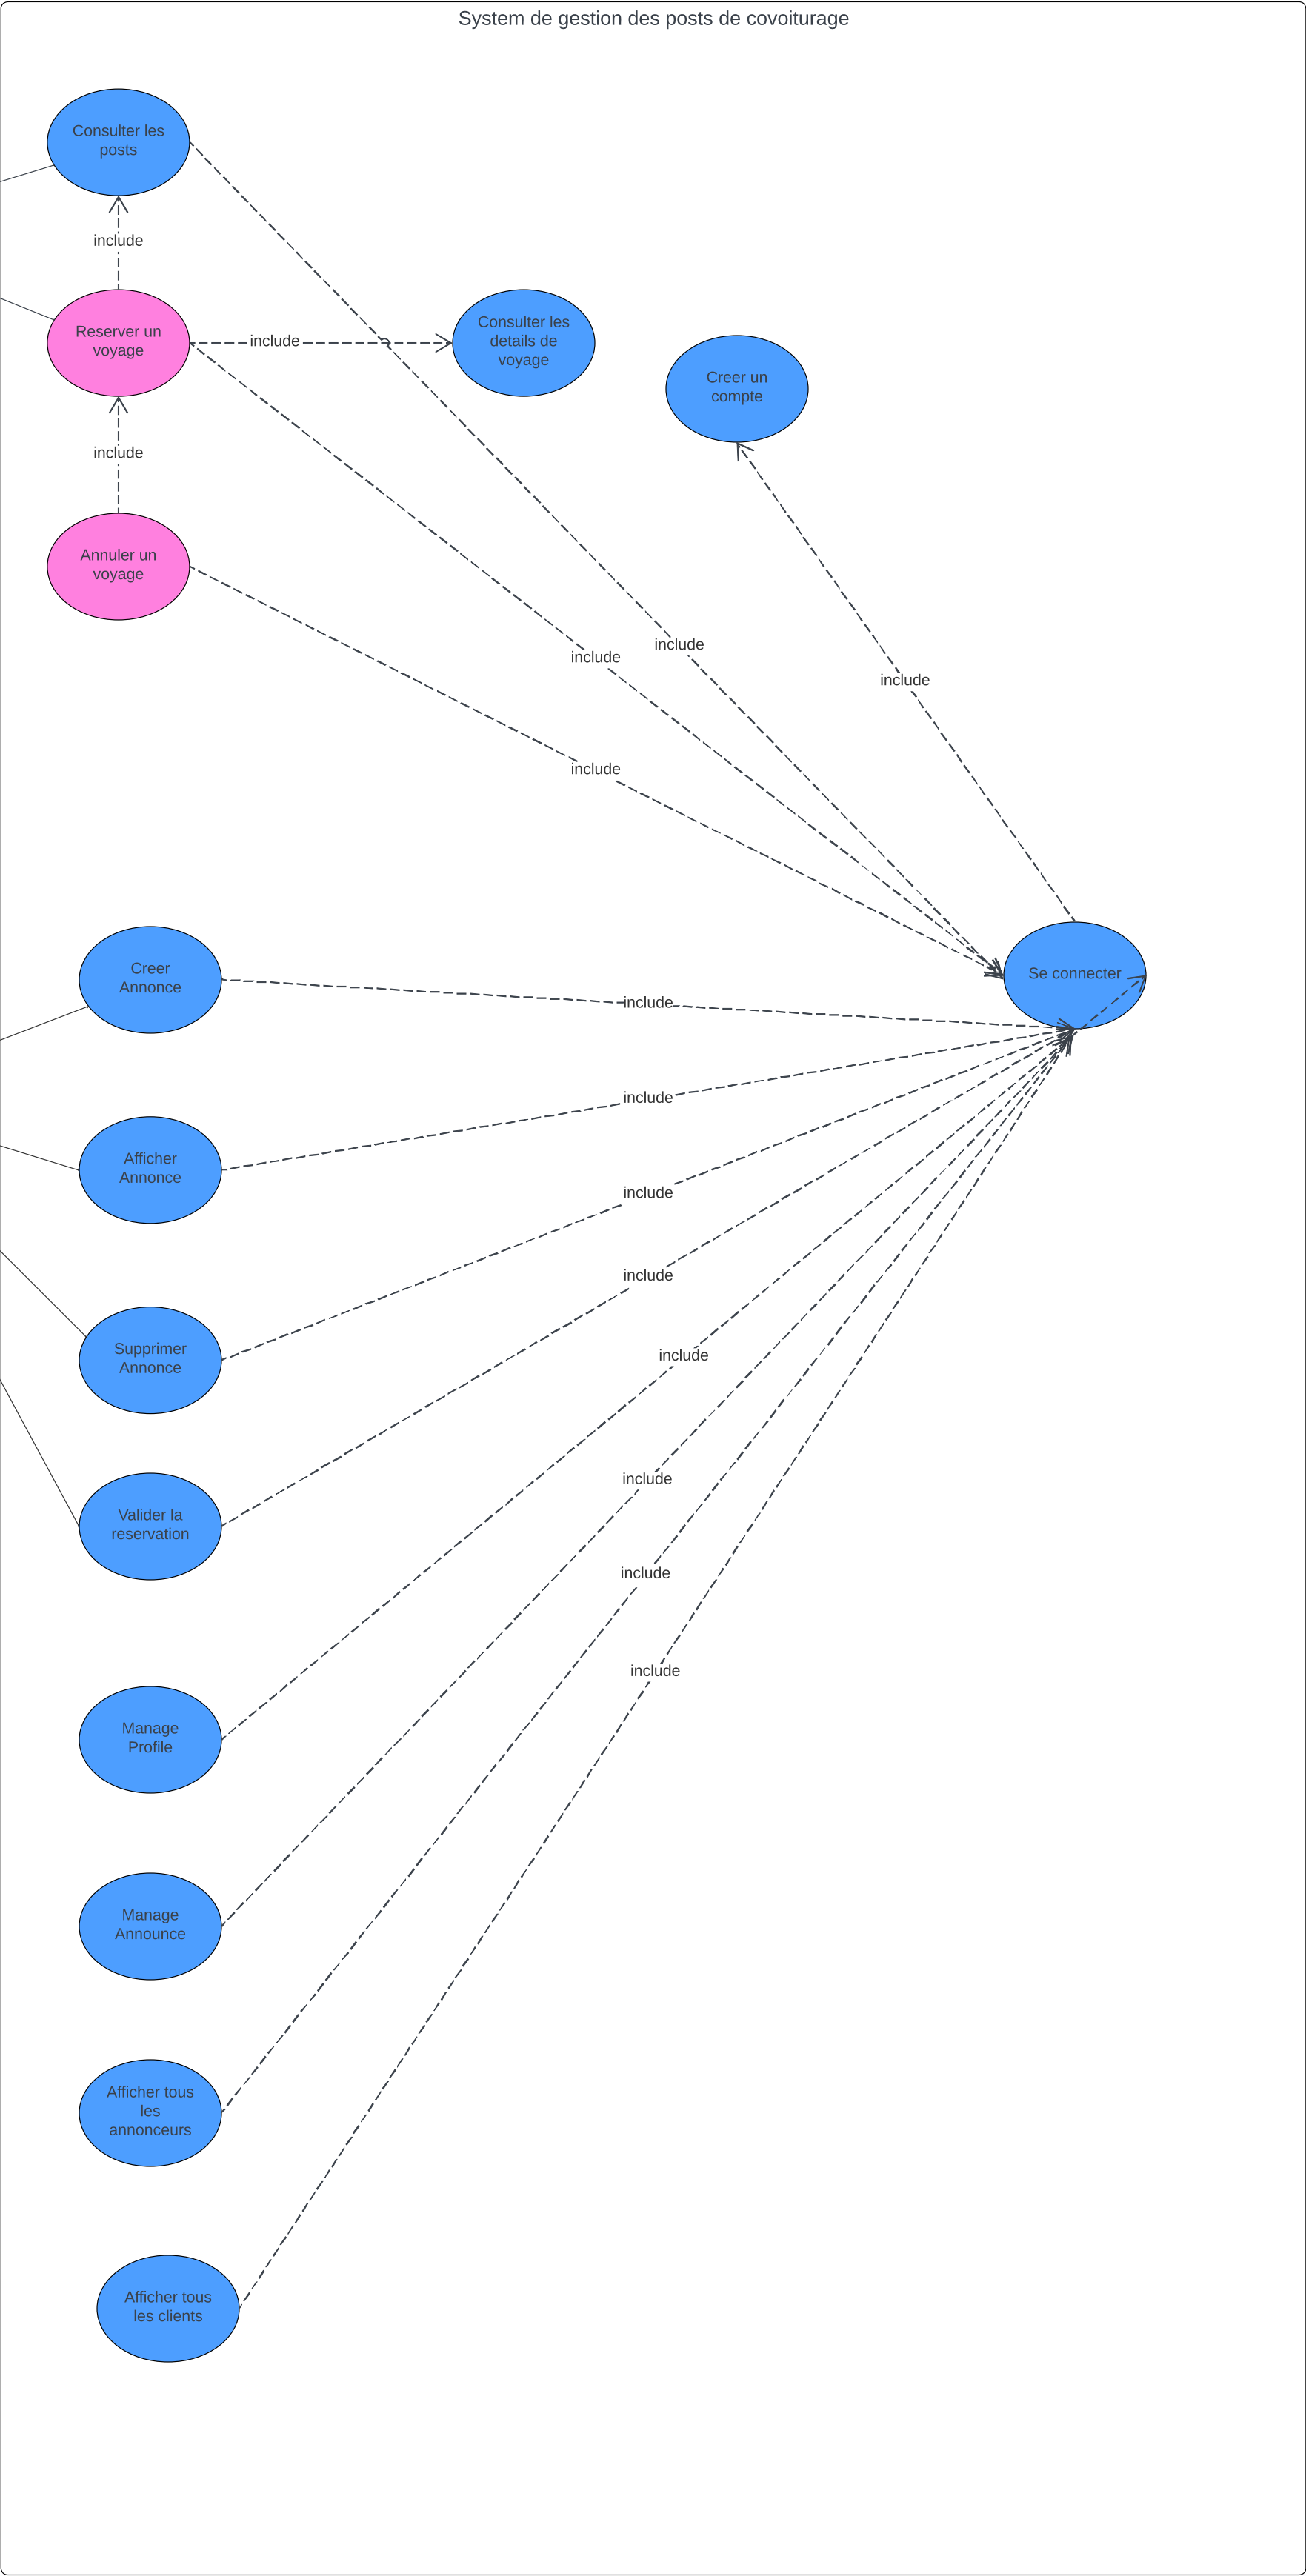 System de gestion des posts de covoiturage
Consulter les
posts
include
Reserver un
voyage
include
Consulter les
details de
voyage
Creer un
compte
include
Annuler un
voyage
include
include
include
include
Se connecter
Creer
Annonce
include
include
Afficher
Annonce
include
include
Supprimer
Annonce
include
include
Valider la
reservation
include
include
Manage
Profile
Manage
Announce
Afficher tous
les
annonceurs
Afficher tous
les clients